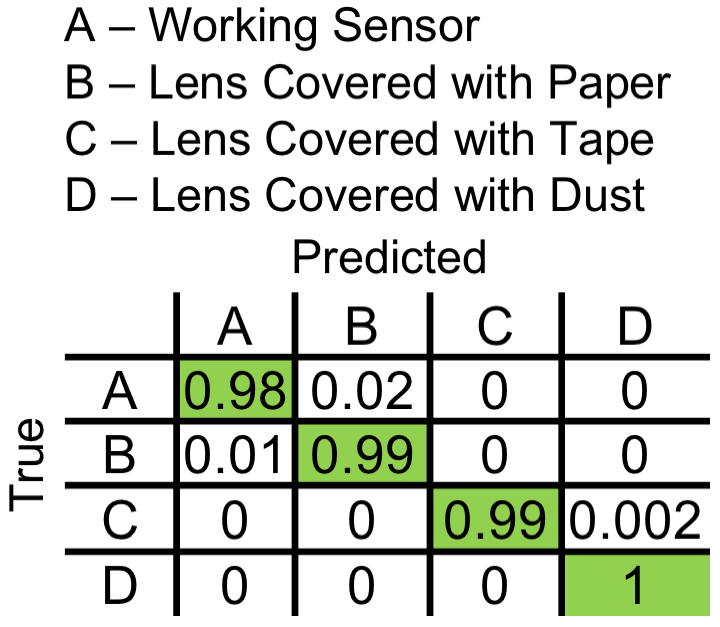 A – Working Sensor
B – Lens Covered with Paper
C – Lens Covered with Tape
D – Lens Covered with Dust
Predicted
A B C D
True
A 0.98 0.02 0 0
B 0.01 0.99 0 0
C 0 0 0.99 0.002
D 0 0 0 1